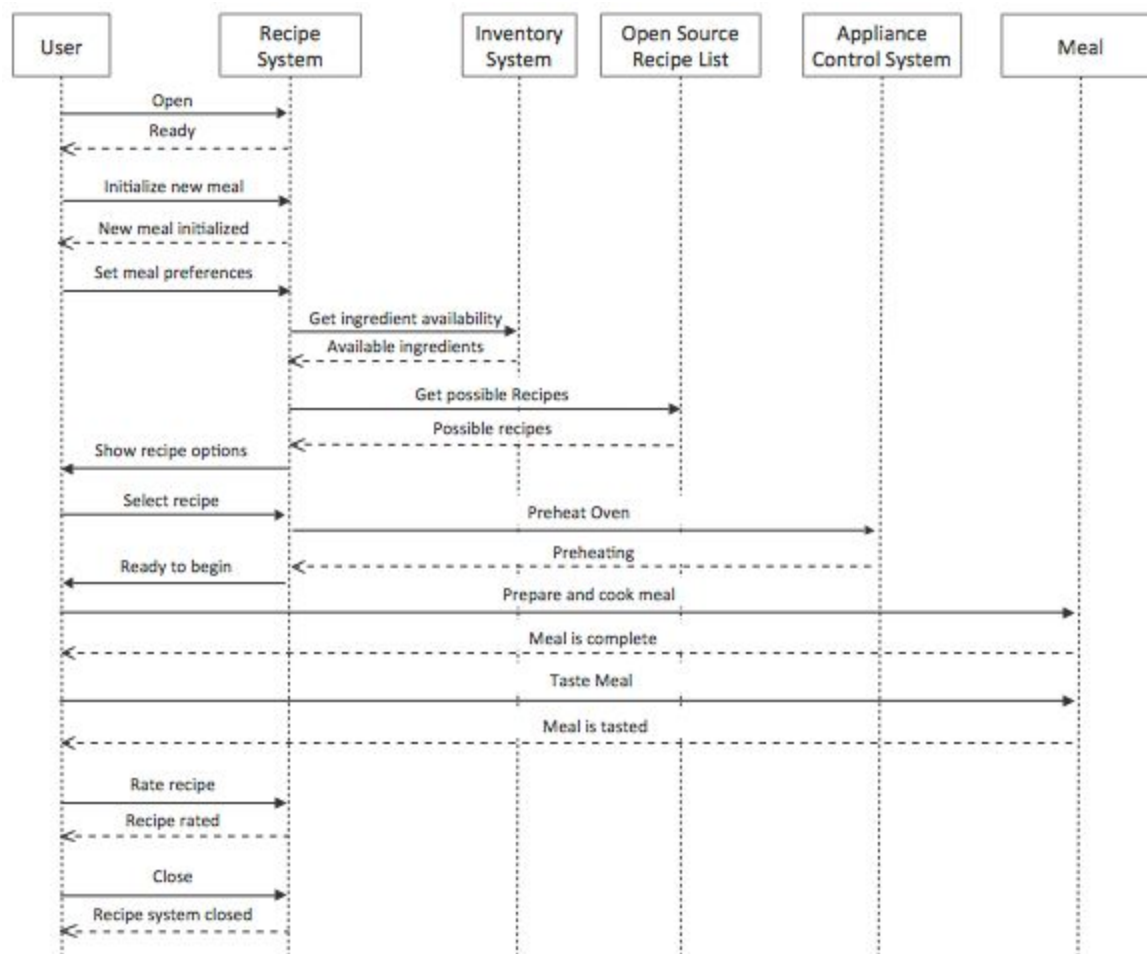 User
Recipe
System
Inventory
System
Open Source
Recipe List
Appliance
Control System
Meal
Open
Ready
Initialize new meal
New meal initialized
Set meal preferences
Get ingredient availability
Available ingredients
Get possible Recipes
Possible recipes
Show recipe options
Select recipe
Preheat Oven
Preheating
Ready to begin
Prepare and cook meal
Meal is complete
Taste Meal
Meal is tasted
Rate recipe
Recipe rated
Close
Recipe system closed